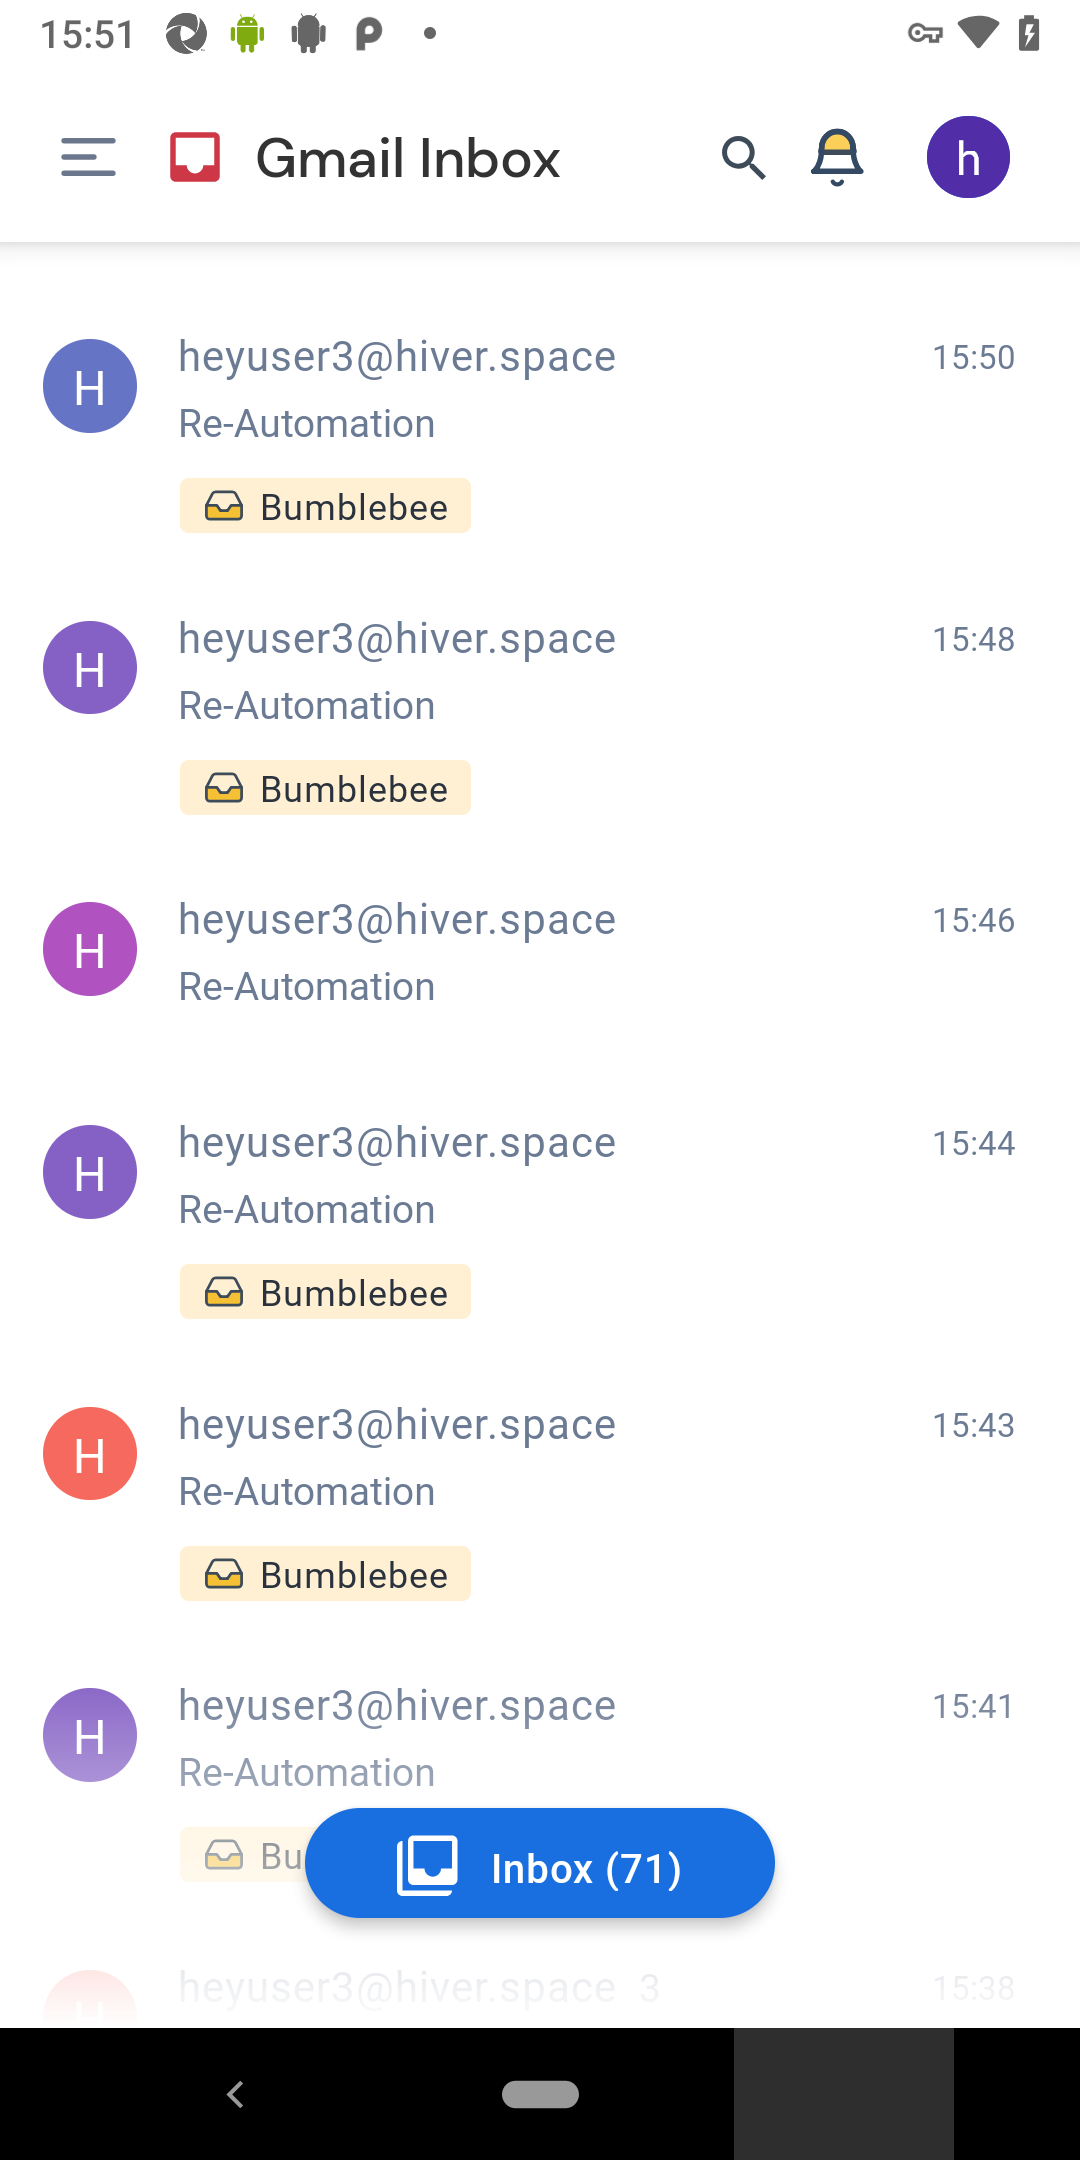 15:51
Gmail Inbox
h
H
heyuser3@hiver.space
15:50
Re-Automation
Bumblebee
H
heyuser3@hiver.space
15:48
Re-Automation
Bumblebee
H
heyuser3@hiver.space
15:46
Re-Automation
H
heyuser3@hiver.space
15:44
Re-Automation
Bumblebee
H
heyuser3@hiver.space
15:43
Re-Automation
Bumblebee
H
heyuser3@hiver.space
15:41
Re-Automation
Bu
Inbox (71)
H
heyuser3@hiver.space 3
15:38